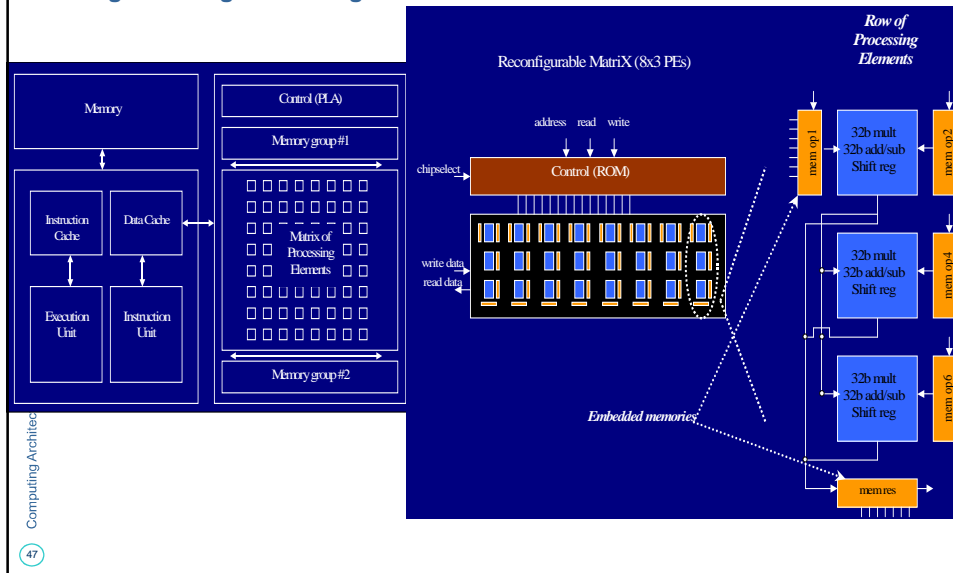 Memory
Instruction
Cache
Data Cache
Execution
Unit
Instruction
Unit
Control (PLA)
Memory group #1
Matrix of
Processing
Elements
Memory group #2
Reconfigurable MatriX (8x3 PEs)
address read write
chipselect
Control (ROM)
write data
read data
Embedded memories
Row of
Processing
Elements
mem op1
32b mult
32b add/sub
Shift reg
mem op2
32b mult
32b add/sub
Shift reg
mem op4
32b mult
32b add/sub
Shift reg
mem op6
mem res
Computing
47